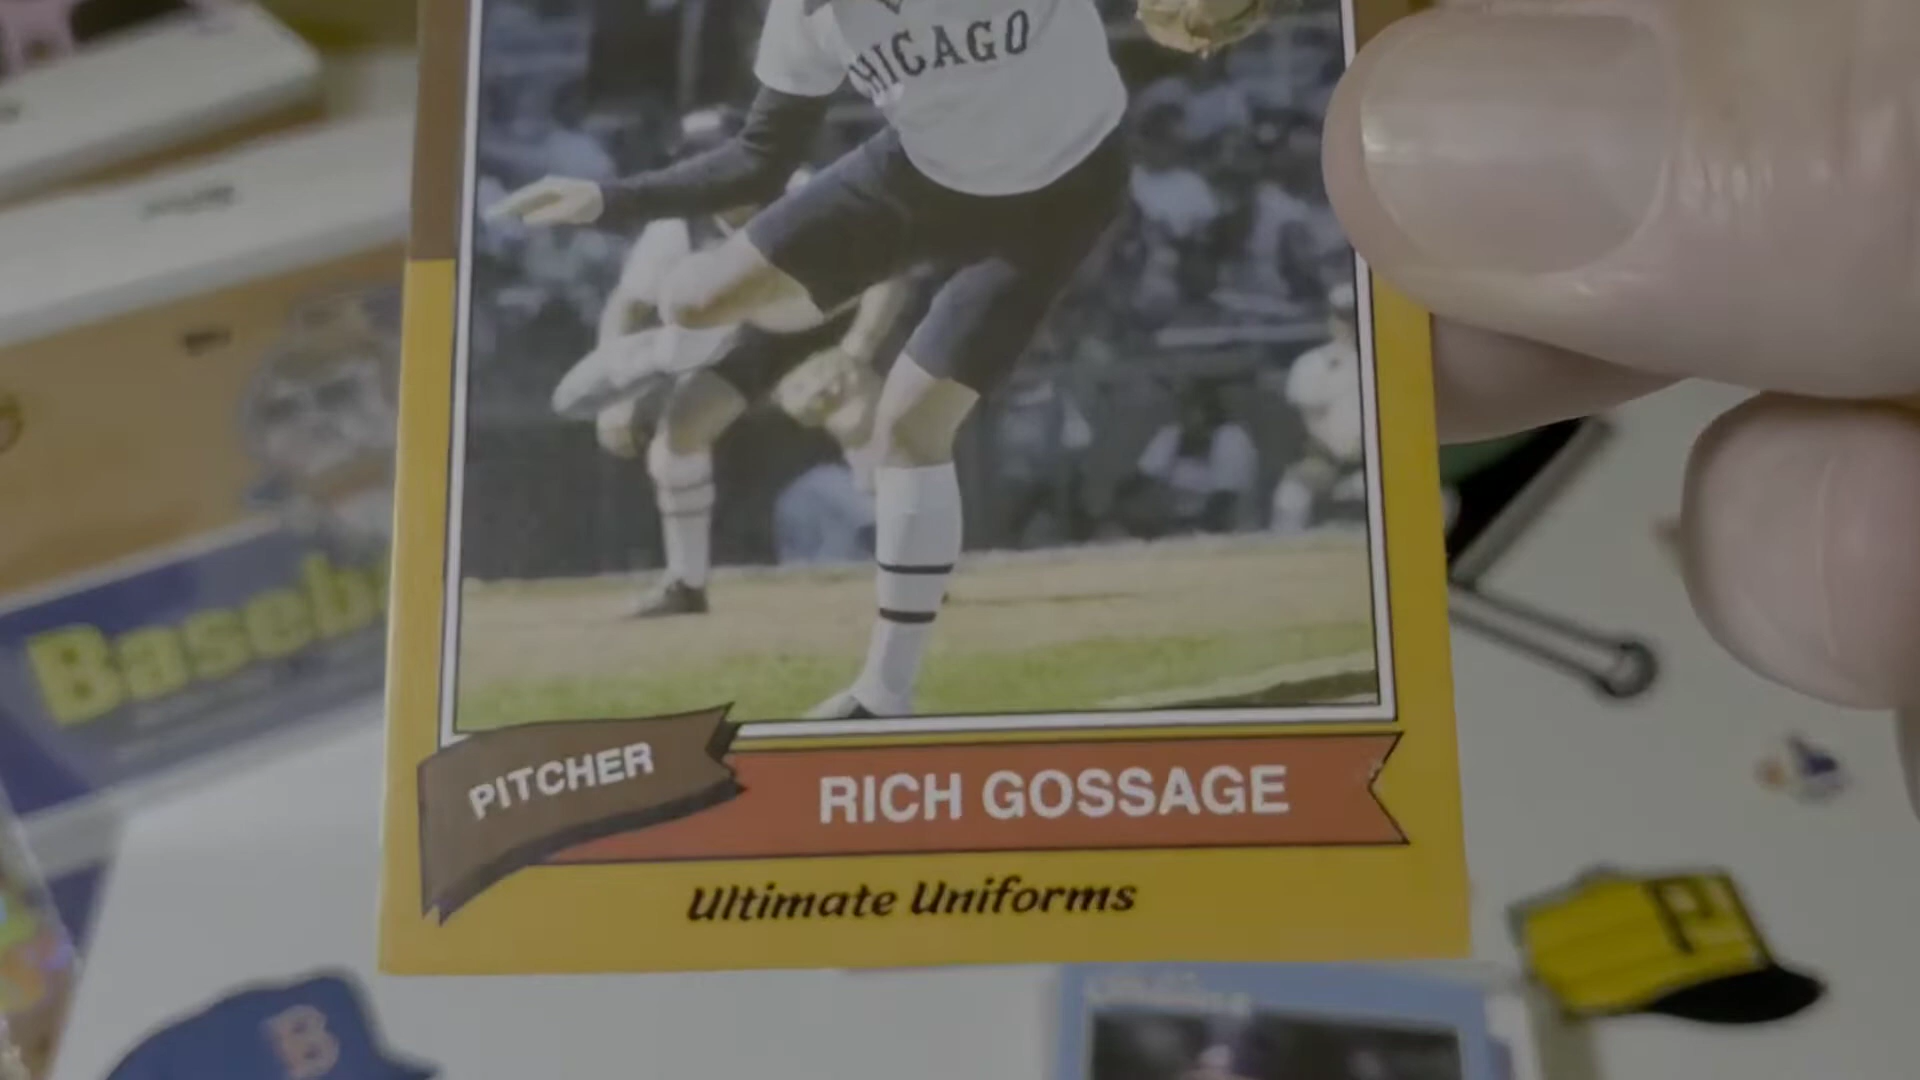 CHICAGO
PITCHER
RICH GOSSAGE
Ultimate Uniforms
Baseb
B
P